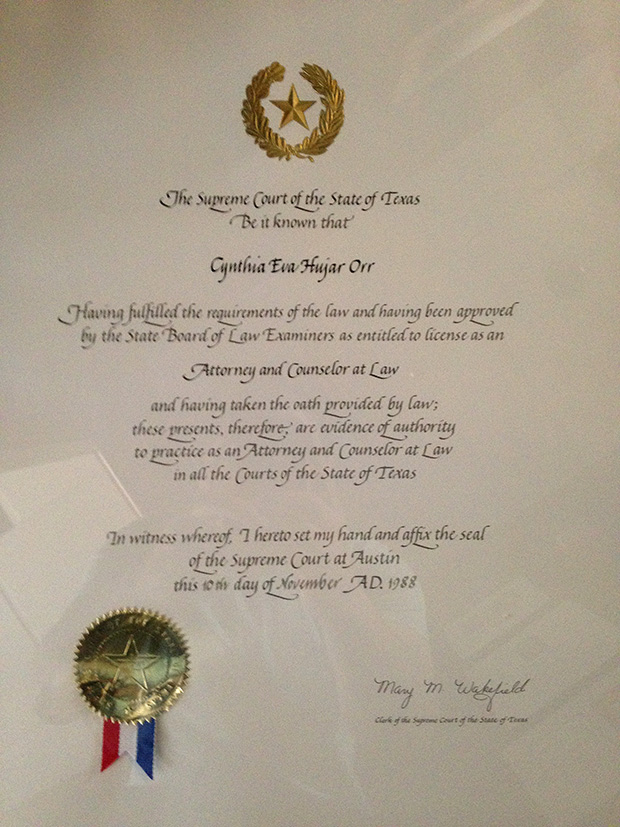 The Supreme Court of the State of Texas
Be it known that
Cynthia Eva Hujar Orr
Having fulfilled the requirements of the law and having been approved
by the State Board of Law Examiners as entitled to license as an
Attorney and Counselor at Law
and having taken the oath provided by law;
these presents, therefore, are evidence of authority
to practice as an Attorney and Counselor at Law
in all the Courts of the State of Texas
In witness whereof, I hereto set my hand and affix the seal
of the Supreme Court at Austin
this 10th day of November AD. 1988
Mary M Wakefield
Clerk of the Supreme Court of the State of Texas